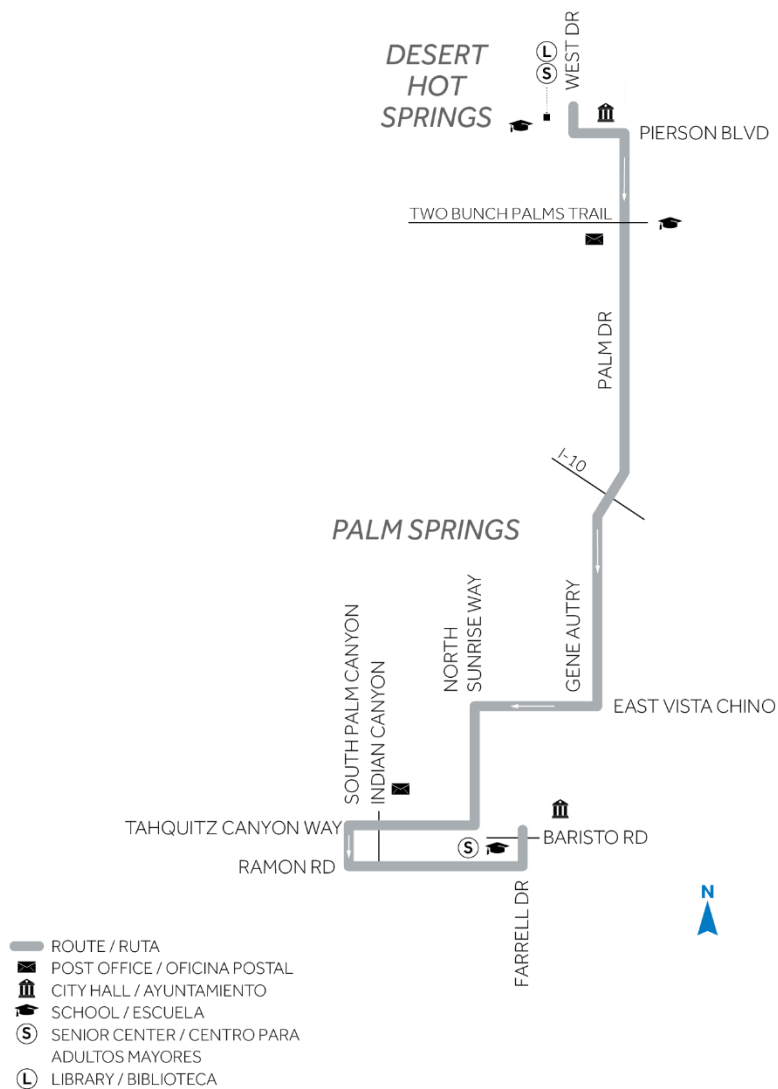 DESERT
HOT
SPRINGS
L
S
WEST DR
PIERSON BLVD
TWO BUNCH PALMS TRAIL
PALM DR
I-10
PALM SPRINGS
SOUTH PALM CANYON
INDIAN CANYON
NORTH
SUNRISE WAY
GENE AUTRY
EAST VISTA CHINO
TAHQUITZ CANYON WAY
BARISTO RD
S
RAMON RD
FARRELL DR
N
ROUTE / RUTA
POST OFFICE / OFICINA POSTAL
CITY HALL / AYUNTAMIENTO
SCHOOL / ESCUELA
S SENIOR CENTER / CENTRO PARA
ADULTOS MAYORES
L LIBRARY / BIBLIOTECA